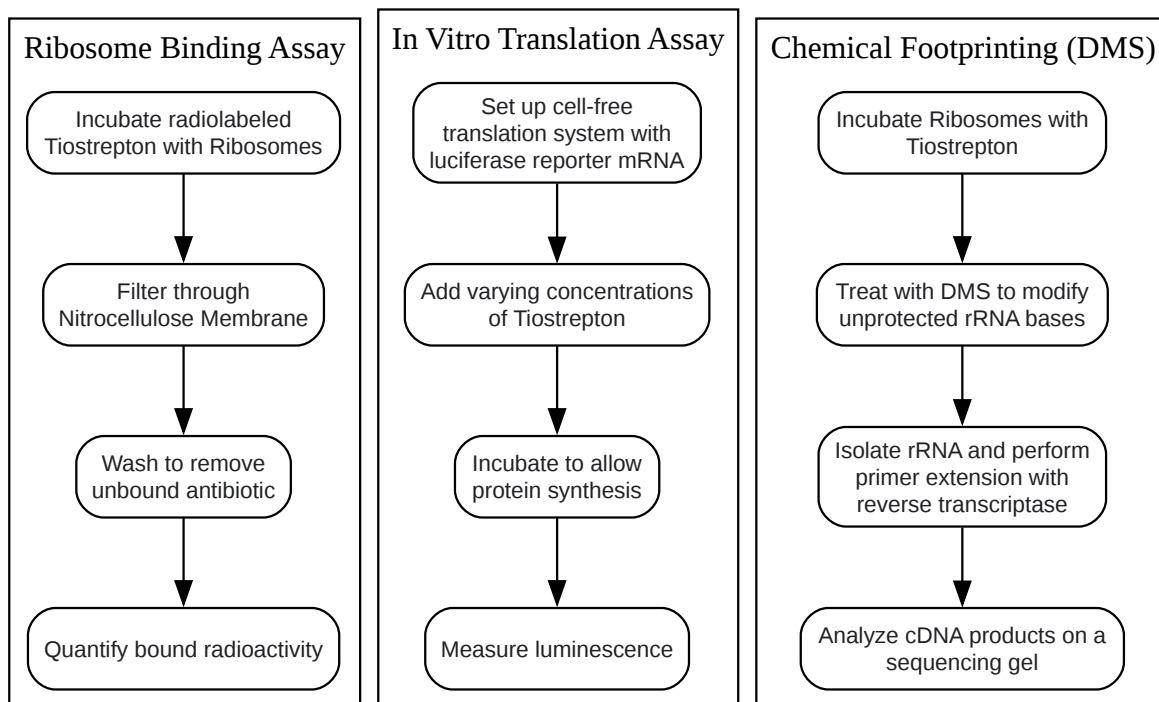 Ribosome Binding Assay
Incubate radiolabeled
Tiostrepton with Ribosomes
Filter through
Nitrocellulose Membrane
Wash to remove
unbound antibiotic
Quantify bound radioactivity
In Vitro Translation Assay
Set up cell-free
translation system with
luciferase reporter mRNA
Add varying concentrations
of Tiostrepton
Incubate to allow
protein synthesis
Measure luminescence
Chemical Footprinting (DMS)
Incubate Ribosomes with
Tiostrepton
Treat with DMS to modify
unprotected rRNA bases
Isolate rRNA and perform
primer extension with
reverse transcriptase
Analyze cDNA products on a
sequencing gel